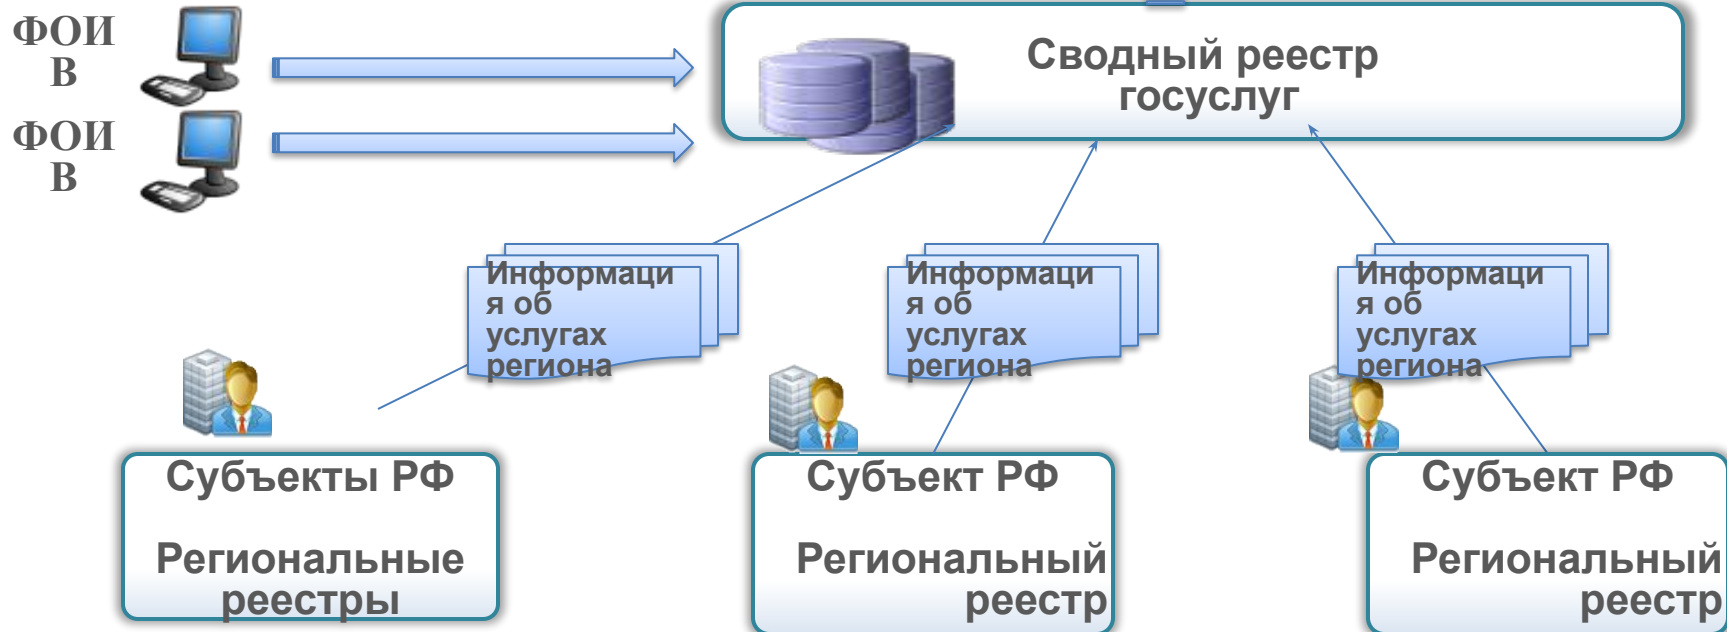 ФОИ
В
Сводный реестр
госуслуг
ФОИ
В
Информаци
я об
услугах
региона
Информаци
я об
услугах
региона
Информаци
я об
услугах
региона
Субъекты РФ
Региональные
реестры
Субъект РФ
Региональный
реестр
Субъект РФ
Региональный
реестр